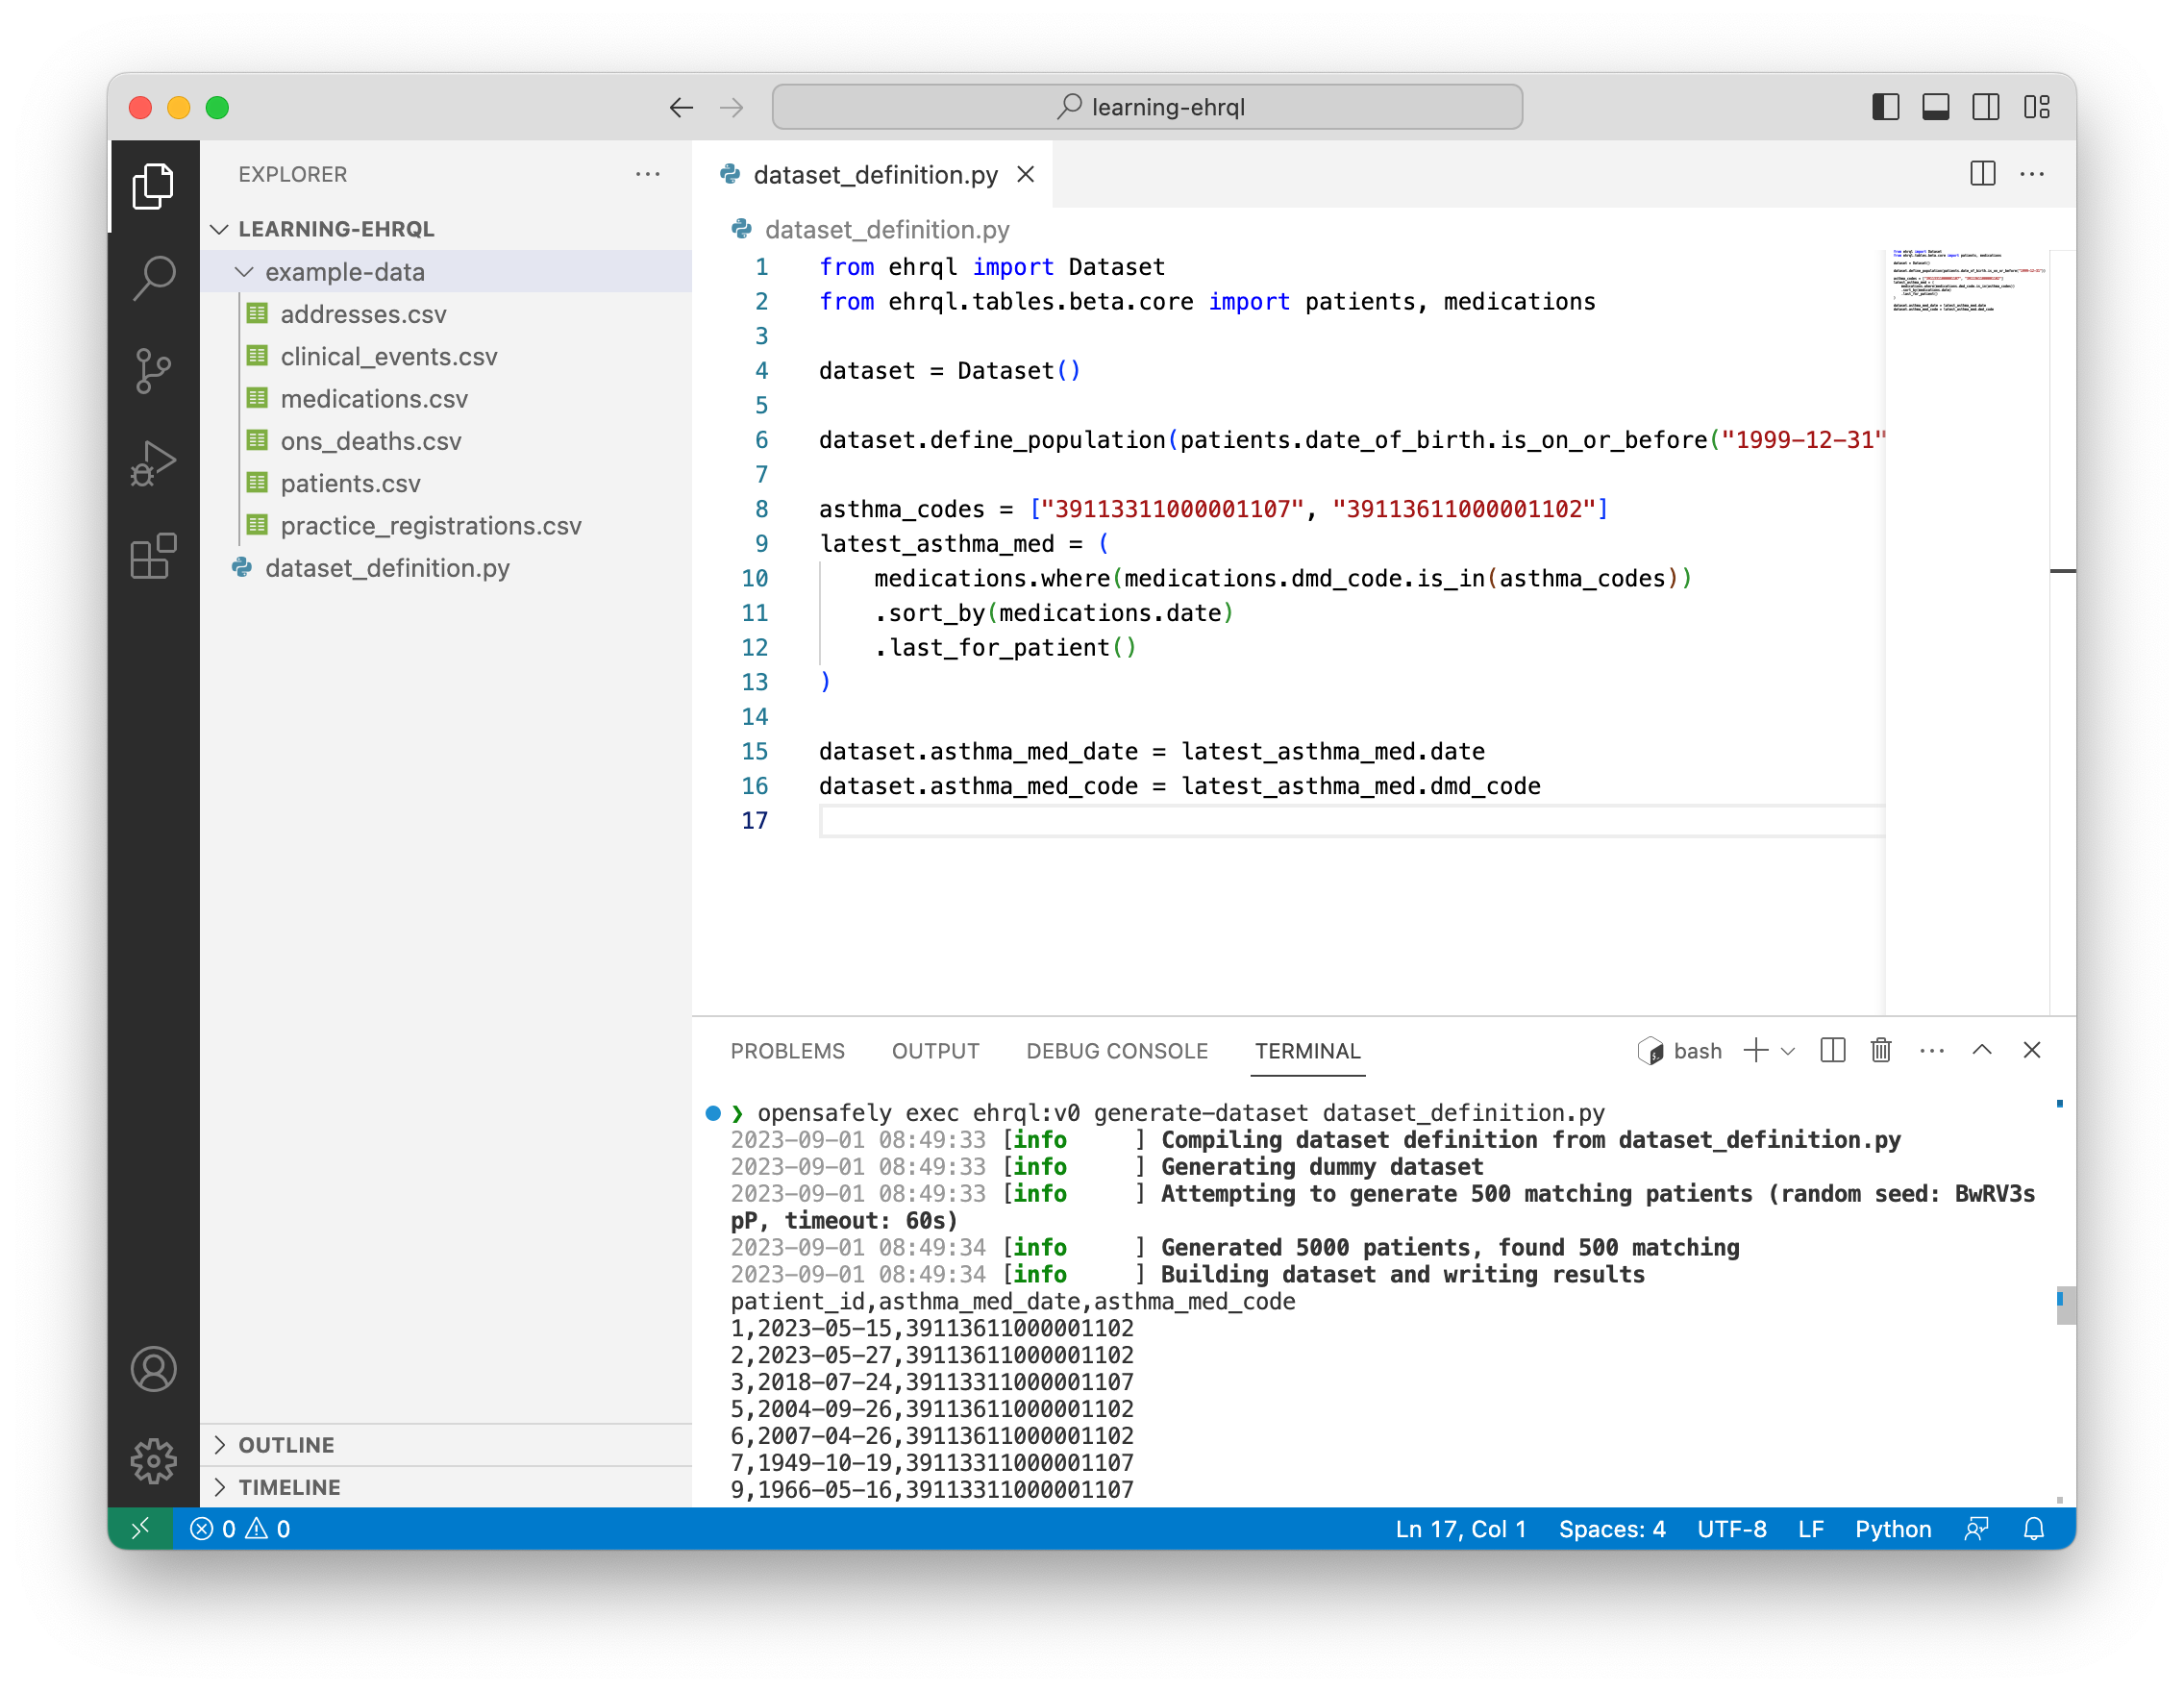 learning-ehrql
EXPLORER
LEARNING-EHRQL
example-data
addresses.csv
clinical_events.csv
medications.csv
ons_deaths.csv
patients.csv
practice_registrations.csv
dataset_definition.py
OUTLINE
TIMELINE
dataset_definition.py
dataset_definition.py
1 from ehrql import Dataset
2 from ehrql.tables.beta.core import patients, medications
3
4 dataset = Dataset()
5
6 dataset.define_population(patients.date_of_birth.is_on_or_before("1999-12-31"
7
8 asthma_codes = ["39113311000001107", "39113611000001102"]
9 latest_asthma_med = (
10     medications.where(medications.dmd_code.is_in(asthma_codes))
11     .sort_by(medications.date)
12     .last_for_patient()
13 )
14
15 dataset.asthma_med_date = latest_asthma_med.date
16 dataset.asthma_med_code = latest_asthma_med.dmd_code
17
PROBLEMS OUTPUT DEBUG CONSOLE TERMINAL bash
❯ opensafely exec ehrql:v0 generate-dataset dataset_definition.py
2023-09-01 08:49:33 [info     ] Compiling dataset definition from dataset_definition.py
2023-09-01 08:49:33 [info     ] Generating dummy dataset
2023-09-01 08:49:33 [info     ] Attempting to generate 500 matching patients (random seed: BwRV3s
pP, timeout: 60s)
2023-09-01 08:49:34 [info     ] Generated 5000 patients, found 500 matching
2023-09-01 08:49:34 [info     ] Building dataset and writing results
patient_id,asthma_med_date,asthma_med_code
1,2023-05-15,39113611000001102
2,2023-05-27,39113611000001102
3,2018-07-24,39113311000001107
5,2004-09-26,39113611000001102
6,2007-04-26,39113611000001102
7,1949-10-19,39113311000001107
9,1966-05-16,39113311000001107
0 0 Ln 17, Col 1 Spaces: 4 UTF-8 LF Python